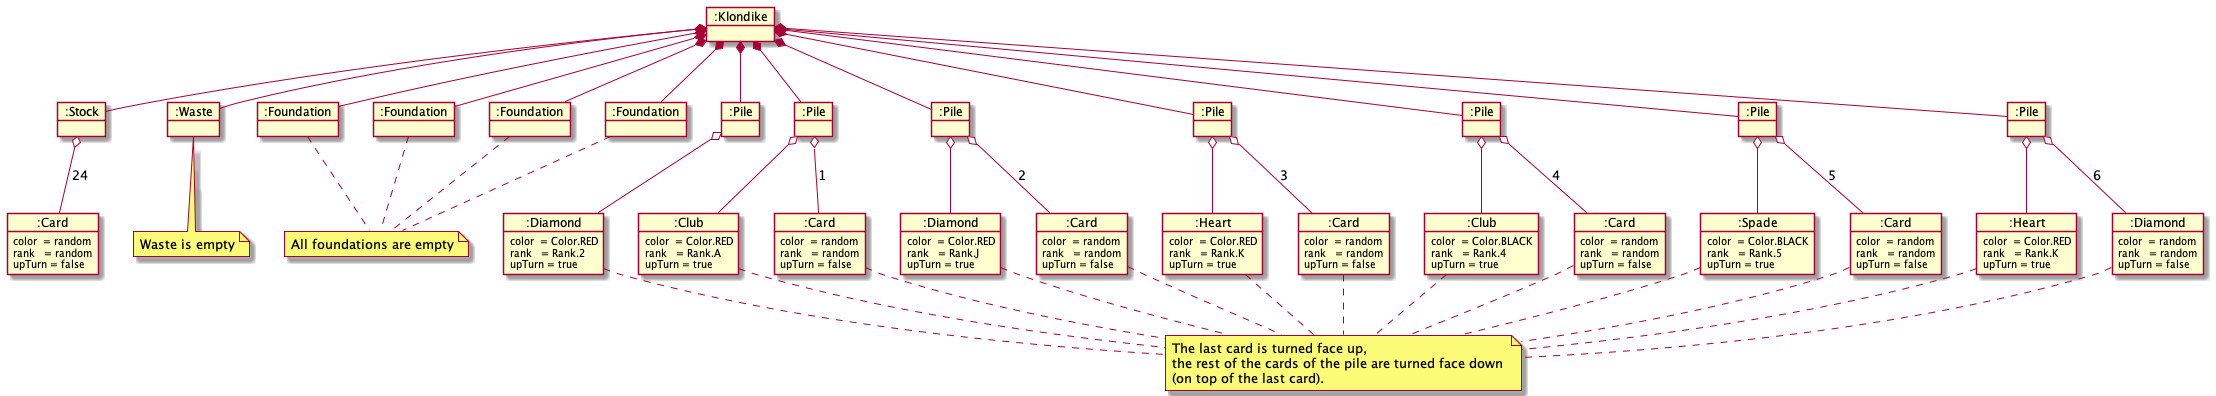 :Klondike
:Stock
:Waste
:Foundation
:Foundation
:Foundation
:Foundation
:Pile
:Pile
:Pile
:Pile
:Pile
:Pile
:Pile
24
1
2
3
4
5
6
:Card
color = random
rank = random
upTurn = false
Waste is empty
All foundations are empty
:Diamond
color = Color.RED
rank = Rank.2
upTurn = true
:Club
color = Color.RED
rank = Rank.A
upTurn = true
:Card
color = random
rank = random
upTurn = false
:Diamond
color = Color.RED
rank = Rank.J
upTurn = true
:Card
color = random
rank = random
upTurn = false
:Heart
color = Color.RED
rank = Rank.K
upTurn = true
:Card
color = random
rank = random
upTurn = false
:Club
color = Color.BLACK
rank = Rank.4
upTurn = true
:Card
color = random
rank = random
upTurn = false
:Spade
color = Color.BLACK
rank = Rank.5
upTurn = true
:Card
color = random
rank = random
upTurn = false
:Heart
color = Color.RED
rank = Rank.K
upTurn = true
:Diamond
color = random
rank = random
upTurn = false
The last card is turned face up,
the rest of the cards of the pile are turned face down
(on top of the last card).